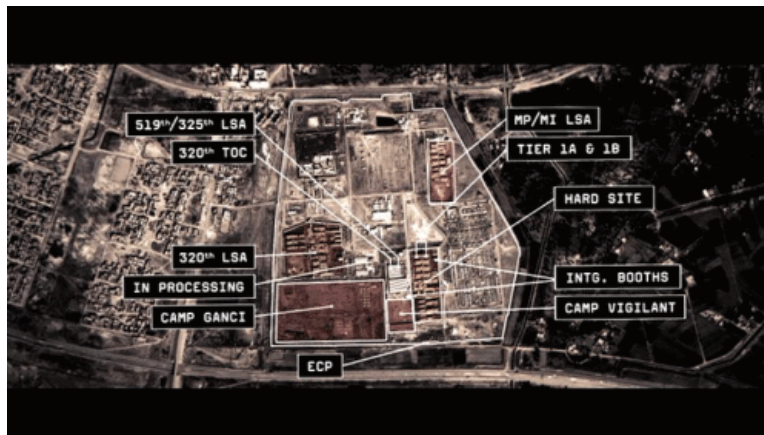 519th/325th LSA
320th TOC
320th LSA
IN PROCESSING
CAMP GANCI
ECP
MP/MI LSA
TIER 1A & 1B
HARD SITE
INTG. BOOTHS
CAMP VIGILANT